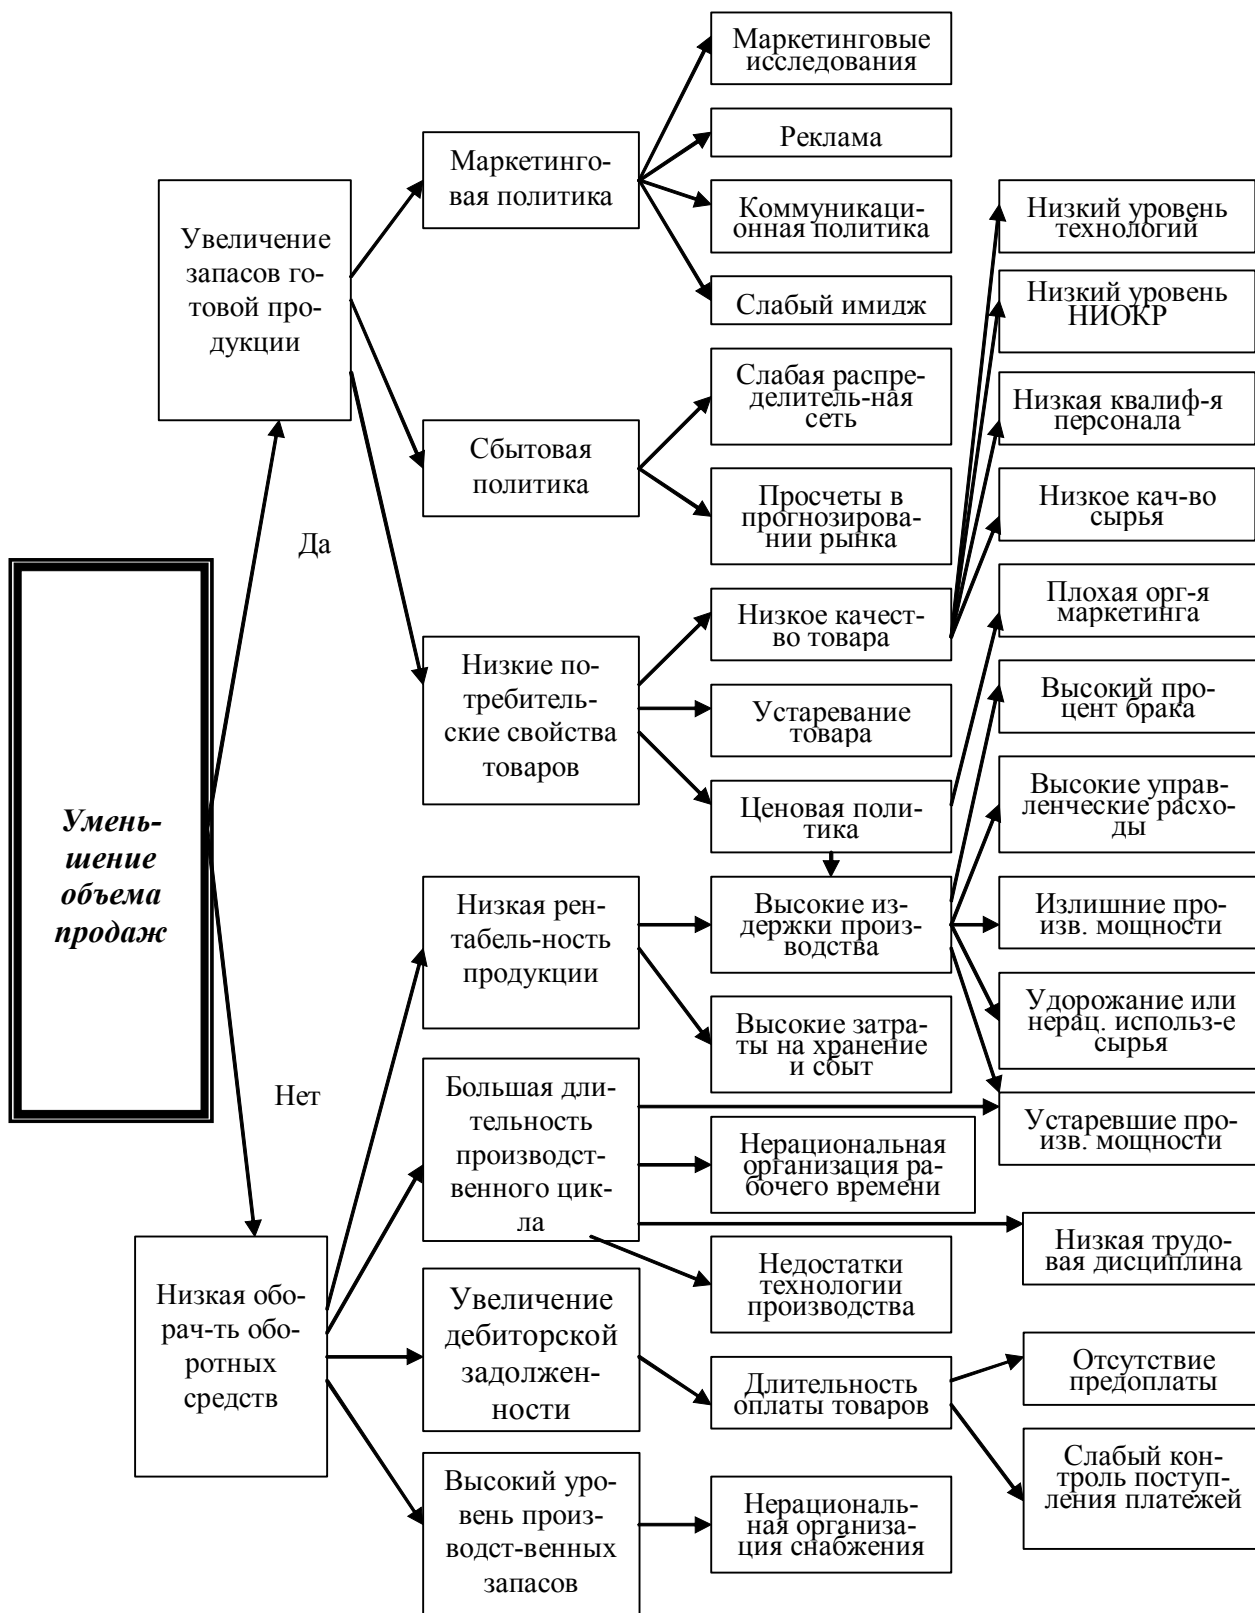 Маркетинговые
исследования
Реклама
Маркетинго-
вая политика
Коммуникаци-
онная политика
Слабый имидж
Увеличение
запасов го-
товой про-
дукции
Низкий уровень
технологий
Низкий уровень
НИОКР
Слабая распре-
делитель-ная
сеть
Низкая квалиф-я
персонала
Сбытовая
политика
Просчеты в
прогнозирова-
нии рынка
Низкое кач-во
сырья
Да
Низкое качест-
во товара
Плохая орг-я
маркетинга
Низкие по-
требитель-
ские свойства
товаров
Устаревание
товара
Высокий про-
цент брака
Ценовая поли-
тика
Высокие управ-
ленческие расхо-
ды
Умень-
шение
объема
продаж
Низкая рен-
табель-ность
продукции
Высокие из-
держки произ-
водства
Излишние про-
изв. мощности
Высокие затра-
ты на хранение
и сбыт
Удорожание или
нерац. использ-е
сырья
Нет
Большая дли-
тельность
производст-
венного цик-
ла
Устаревшие про-
изв. мощности
Нерациональная
организация ра-
бочего времени
Низкая трудо-
вая дисциплина
Недостатки
технологии
производства
Низкая обо-
рач-ть обо-
ротных
средств
Увеличение
дебиторской
задолжен-
ности
Длительность
оплаты товаров
Отсутствие
предоплаты
Слабый кон-
троль поступ-
ления платежей
Высокий уро-
вень произ-
водст-венных
запасов
Нерациональ-
ная организа-
ция снабжения